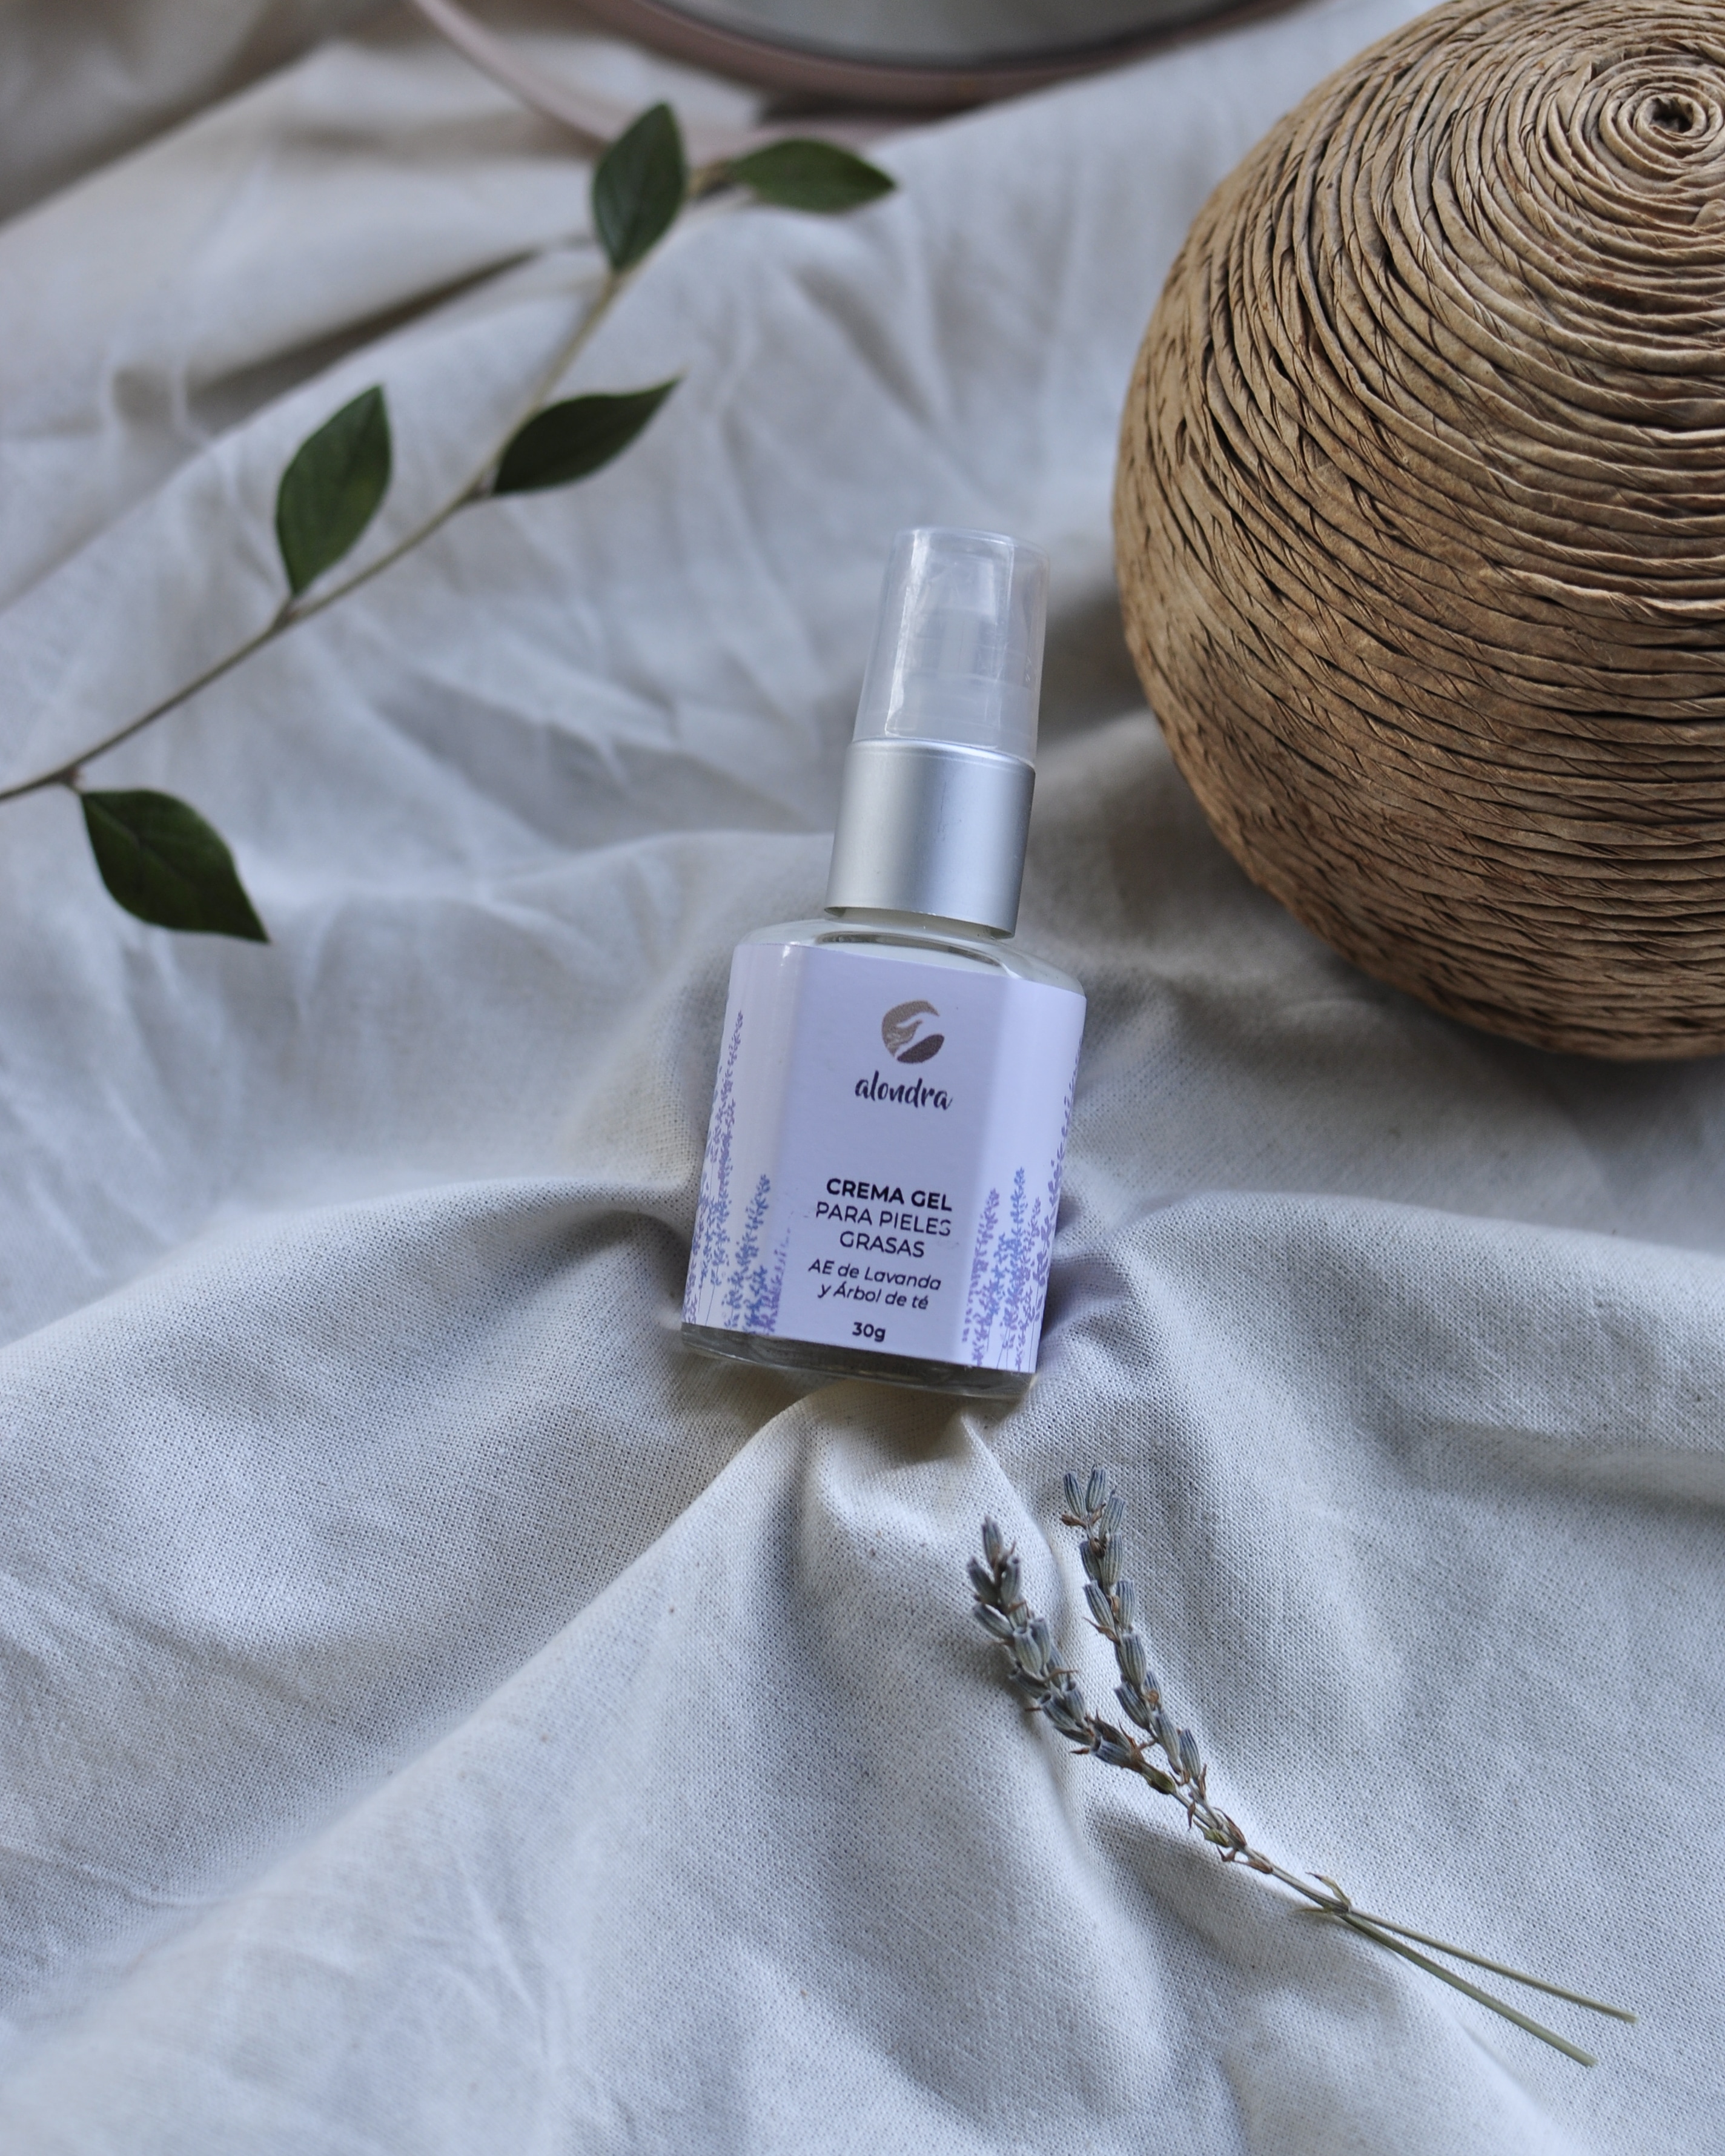 alondra
CREMA GEL
PARA PIELES
GRASAS
AE de Lavanda
y Árbol de té
30g